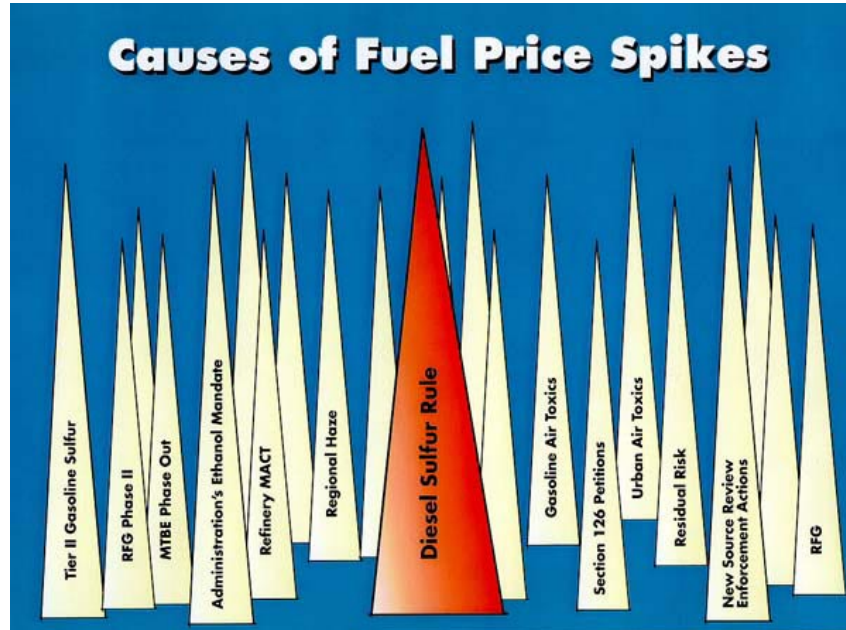 Causes of Fuel Price Spikes
Tier II Gasoline Sulfur
RFG Phase II
MTBE Phase Out
Administration's Ethanol Mandate
Refinery MACT
Regional Haze
Diesel Sulfur Rule
Gasoline Air Toxics
Section 126 Petitions
Urban Air Toxics
Residual Risk
New Source Review
Enforcement Actions
RFG